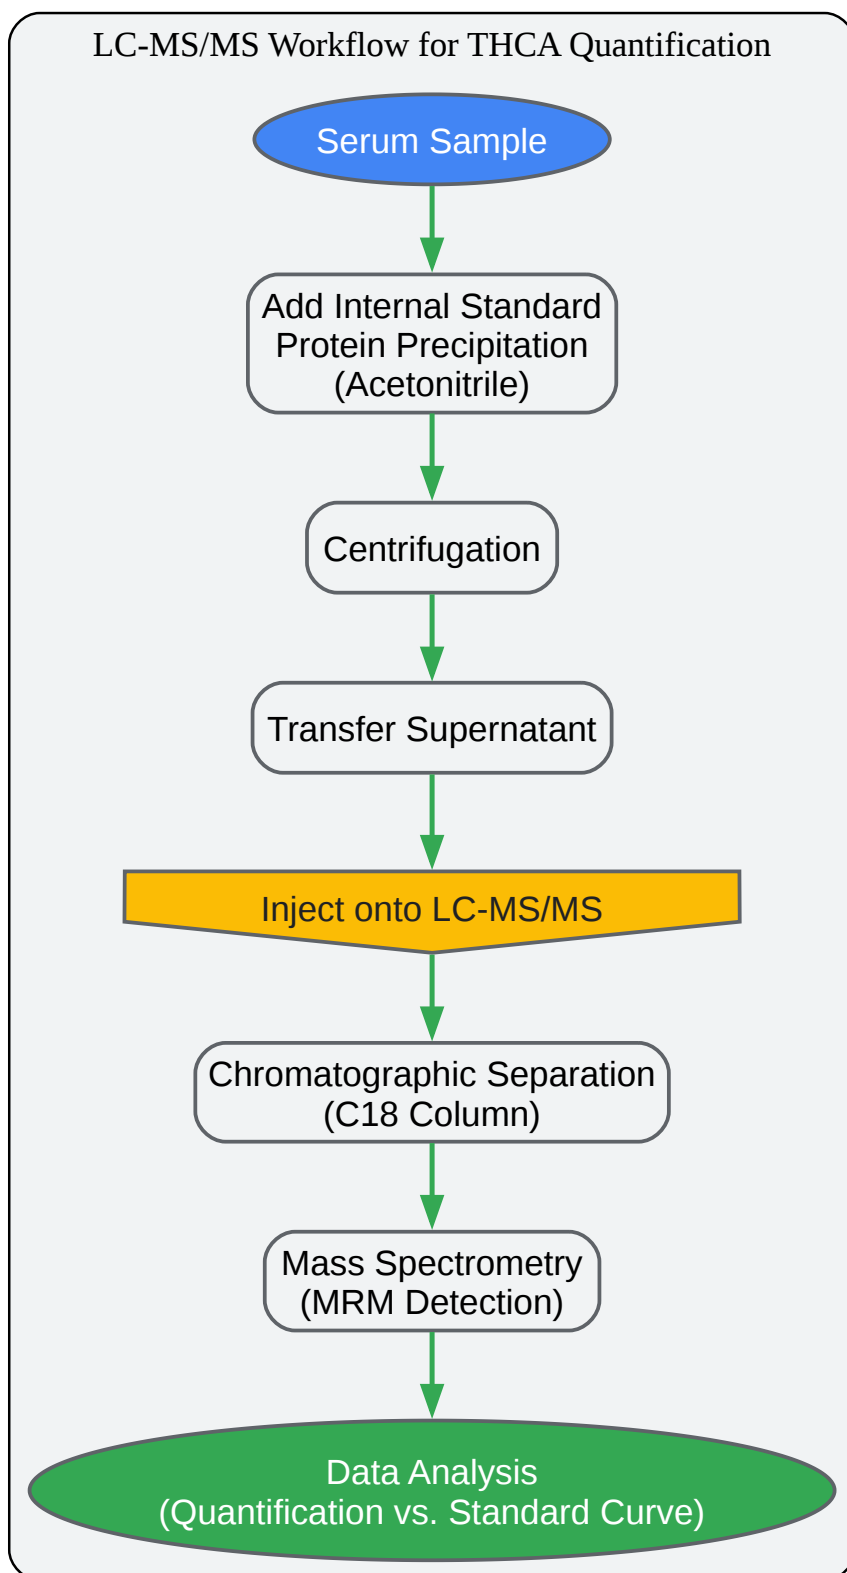 LC-MS/MS Workflow for THCA Quantification
Serum Sample
Add Internal Standard
Protein Precipitation
(Acetonitrile)
Centrifugation
Transfer Supernatant
Inject onto LC-MS/MS
Chromatographic Separation
(C18 Column)
Mass Spectrometry
(MRM Detection)
Data Analysis
(Quantification vs. Standard Curve)